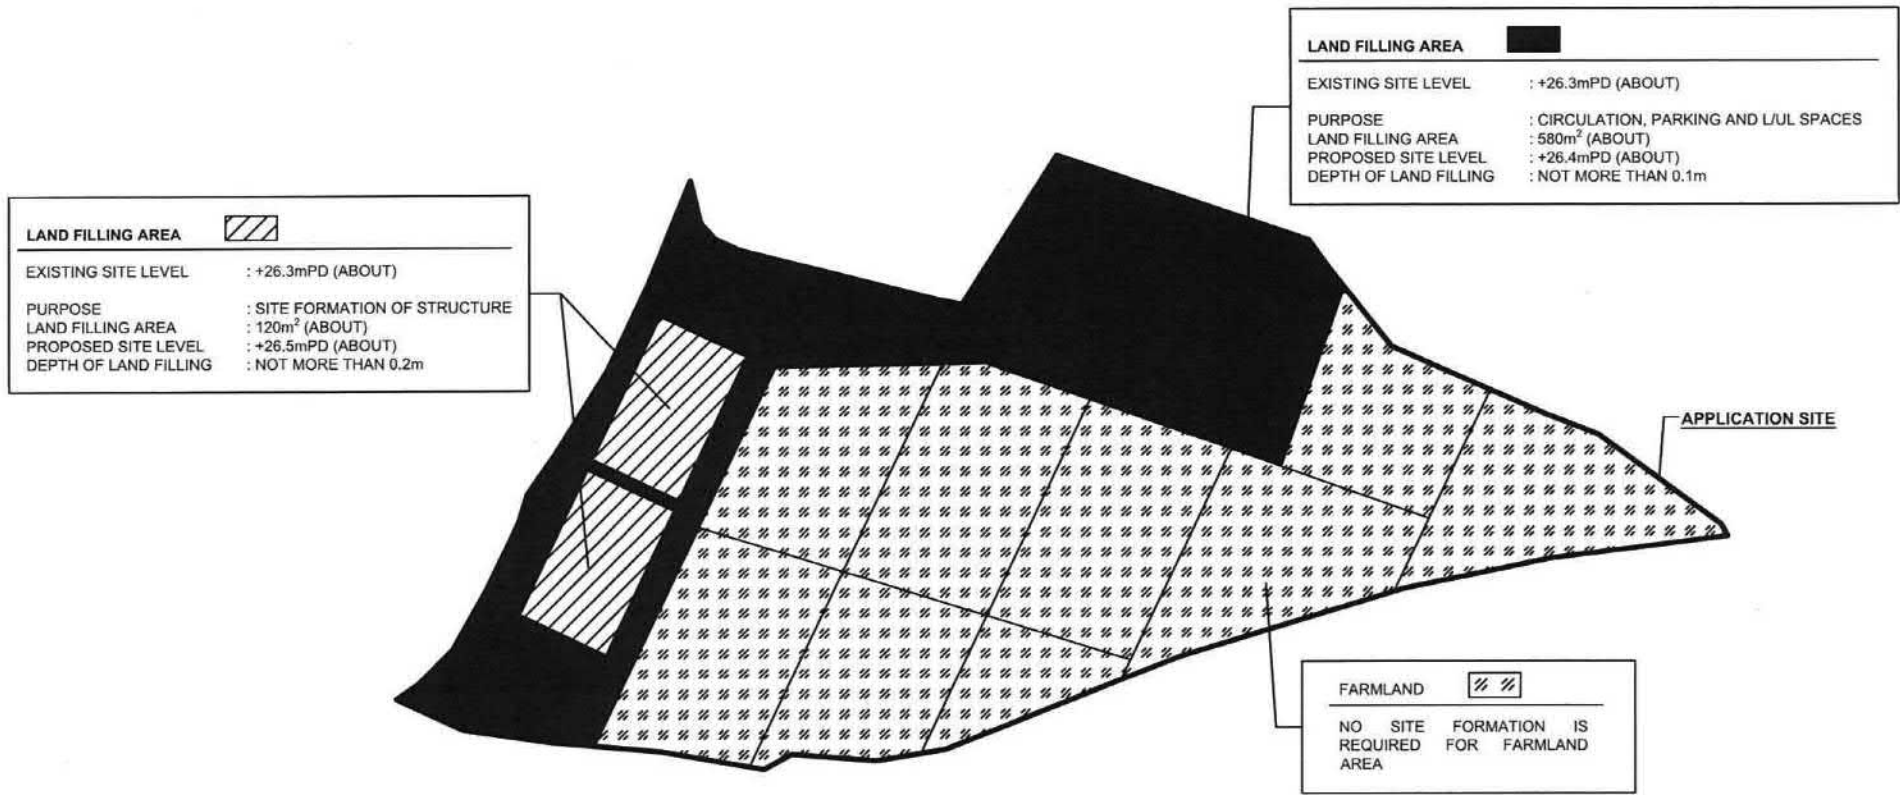 LAND FILLING AREA
EXISTING SITE LEVEL : +26.3mPD (ABOUT)
PURPOSE : CIRCULATION, PARKING AND L/UL SPACES
LAND FILLING AREA : 580m² (ABOUT)
PROPOSED SITE LEVEL : +26.4mPD (ABOUT)
DEPTH OF LAND FILLING : NOT MORE THAN 0.1m
LAND FILLING AREA
EXISTING SITE LEVEL : +26.3mPD (ABOUT)
PURPOSE : SITE FORMATION OF STRUCTURE
LAND FILLING AREA : 120m² (ABOUT)
PROPOSED SITE LEVEL : +26.5mPD (ABOUT)
DEPTH OF LAND FILLING : NOT MORE THAN 0.2m
APPLICATION SITE
FARMLAND
NO SITE FORMATION IS
REQUIRED FOR FARMLAND
AREA